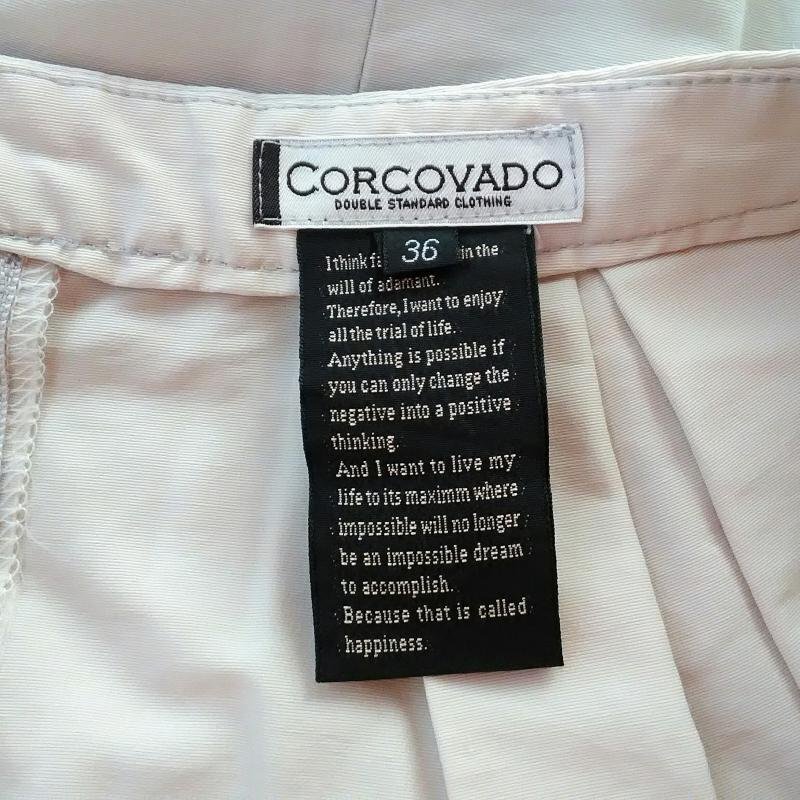 CORCOVADO
DOUBLE STANDARD CLOTHING
36
I think in the
will of adamant.
Therefore, I want to enjoy
all the trial of life.
Anything is possible if
you can only change the
negative into a positive
thinking.
And I want to live my
life to its maximm where
impossible will no longer
be an impossible dream
to accomplish.
Because that is called
happiness.